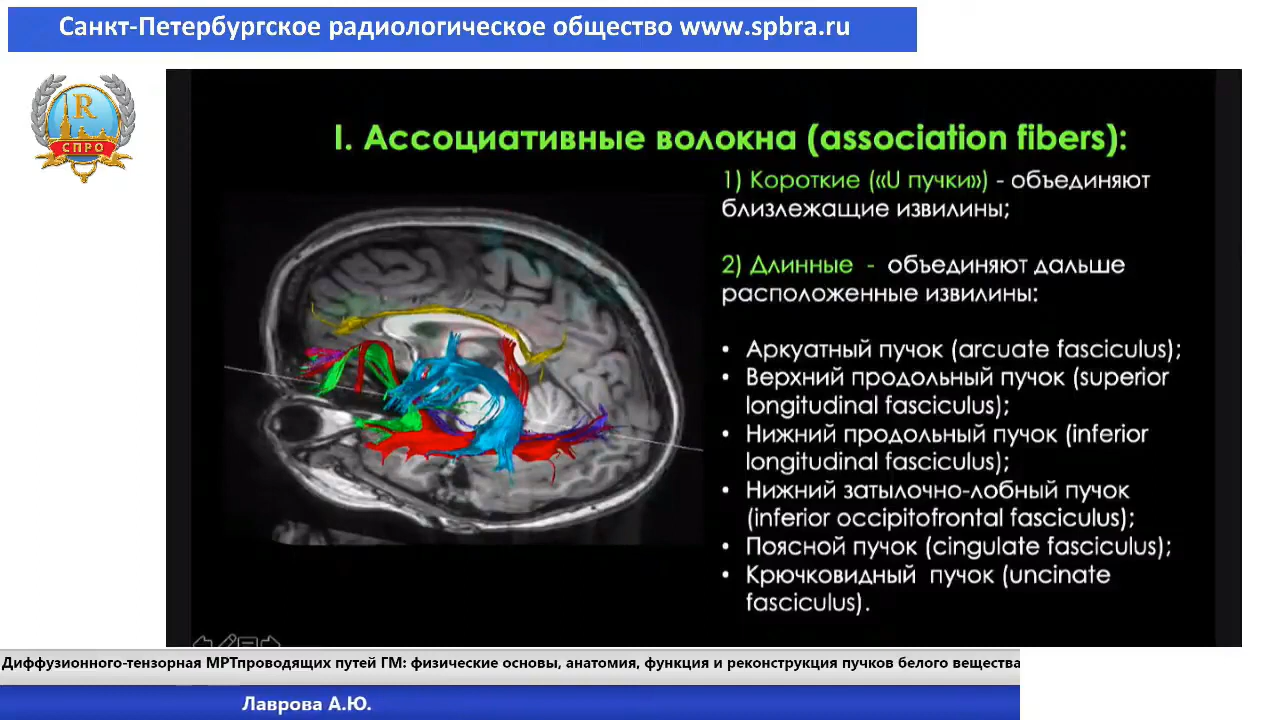 Санкт-Петербургское радиологическое общество www.spbra.ru
R
СПРО
I. Ассоциативные волокна (association fibers):
1) Короткие («U пучки») - объединяют
близлежащие извилины;
2) Длинные - объединяют дальше
расположенные извилины:
• Аркуатный пучок (arcuate fasciculus);
• Верхний продольный пучок (superior
longitudinal fasciculus);
• Нижний продольный пучок (inferior
longitudinal fasciculus);
• Нижний затылочно-лобный пучок
(inferior occipitofrontal fasciculus);
• Поясной пучок (cingulate fasciculus);
• Крючковидный пучок (uncinate
fasciculus).
Диффузионного-тензорная МРТпроводящих путей ГМ: физические основы, анатомия, функция и реконструкция пучков белого вещества
Лаврова А.Ю.